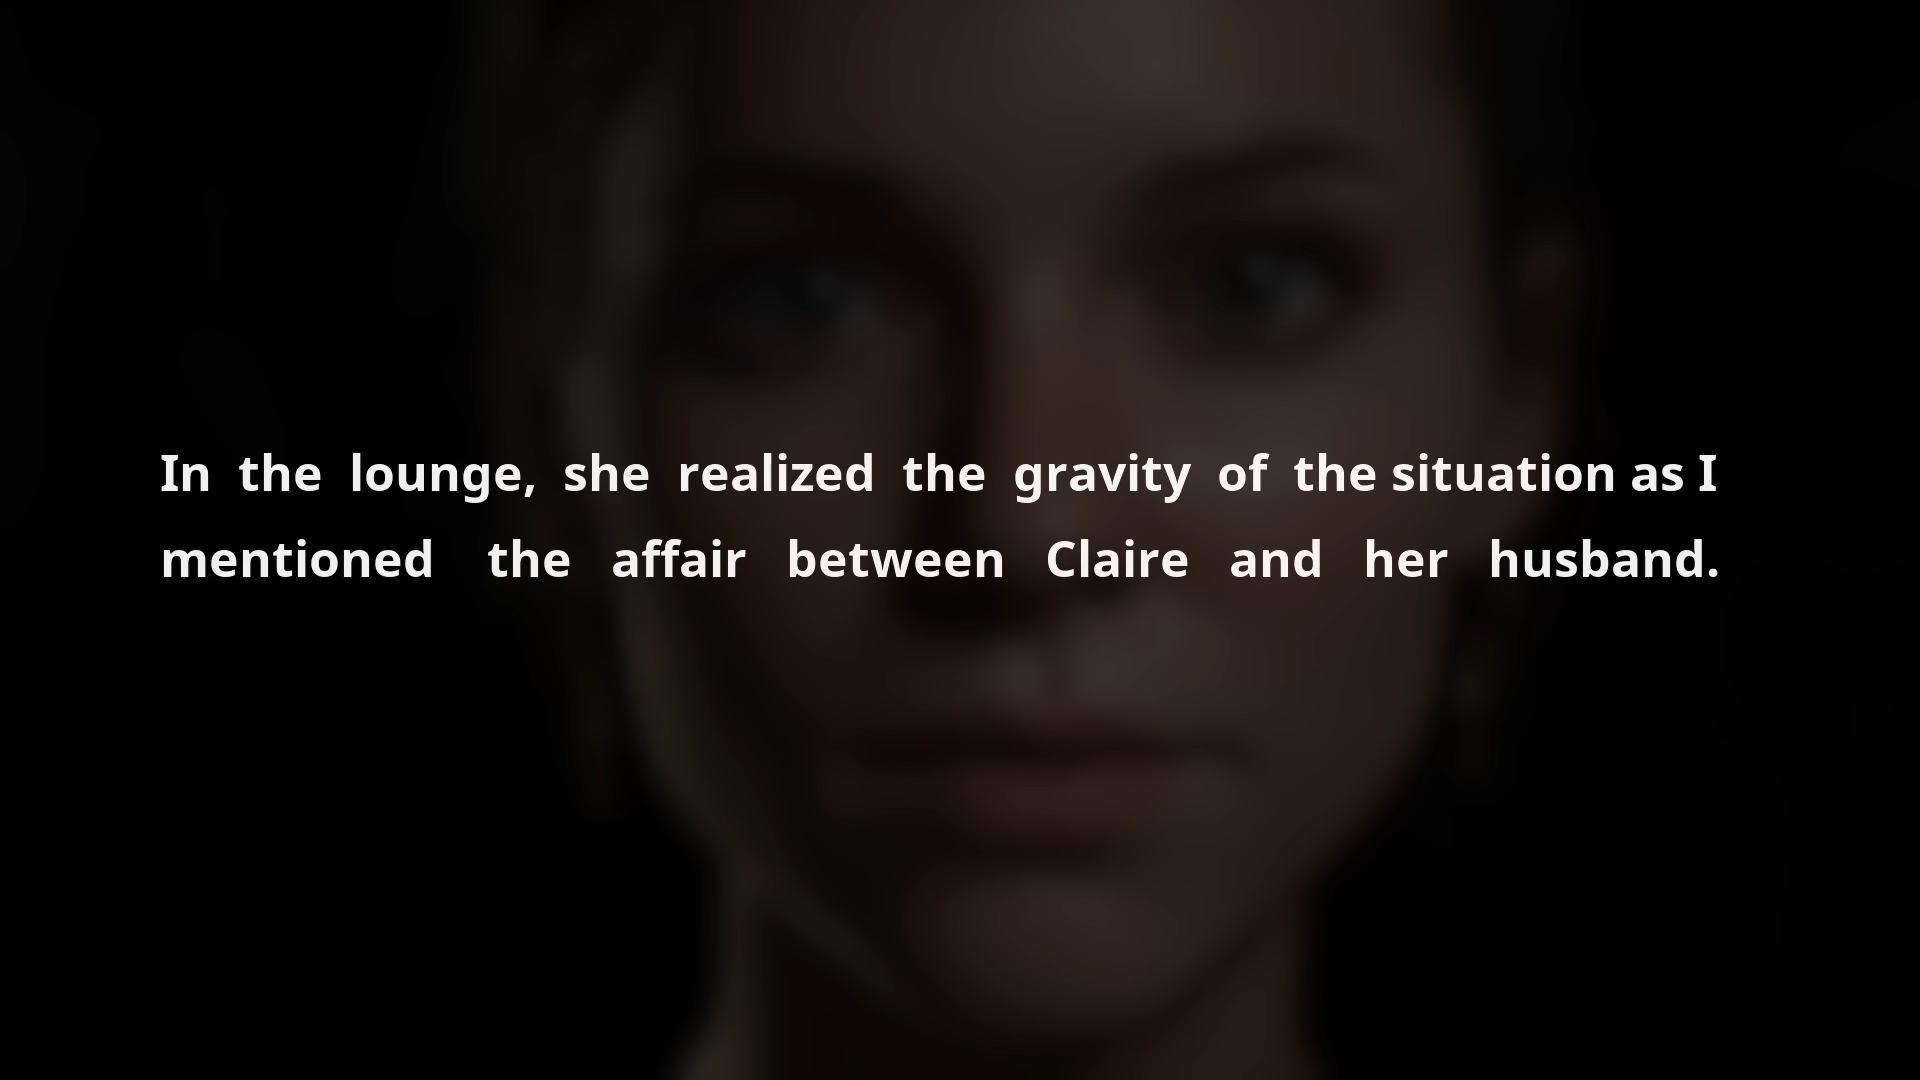 In the lounge, she realized the gravity of the situation as I
mentioned the affair between Claire and her husband.